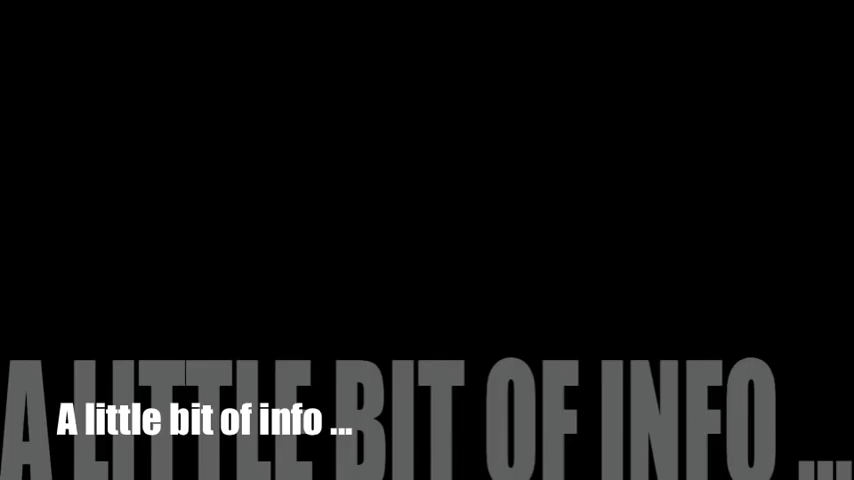 A LITTLE BIT OF INFO ...
A little bit of info ...